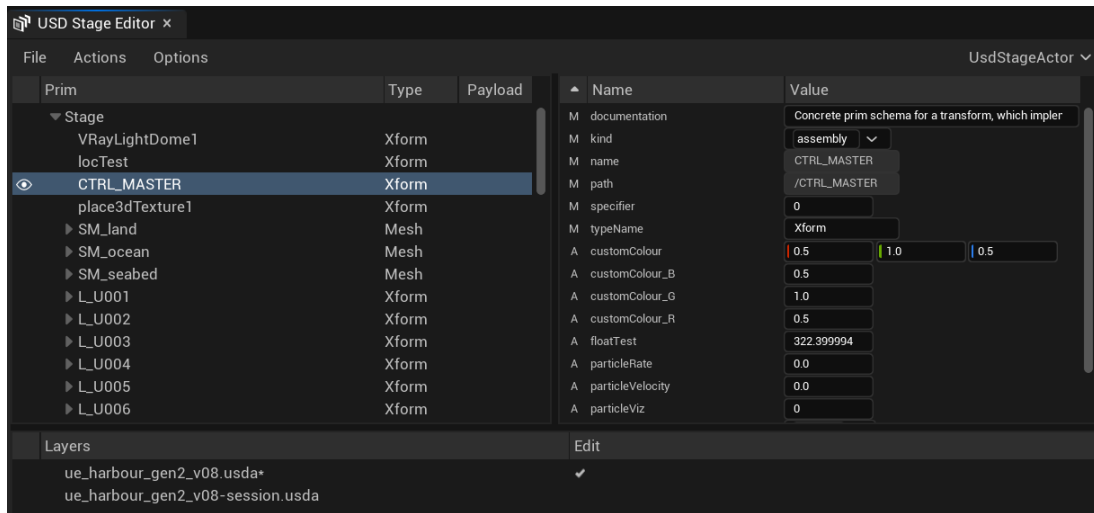 USD Stage Editor ×
File Actions Options UsdStageActor
Prim Type Payload
Stage
VRayLightDome1 Xform
locTest Xform
CTRL_MASTER Xform
place3dTexture1 Xform
SM_land Mesh
SM_ocean Mesh
SM_seabed Mesh
L_U001 Xform
L_U002 Xform
L_U003 Xform
L_U004 Xform
L_U005 Xform
L_U006 Xform
Name Value
M documentation Concrete prim schema for a transform, which impler
M kind assembly
M name CTRL_MASTER
M path /CTRL_MASTER
M specifier 0
M typeName Xform
A customColour 0.5 1.0 0.5
A customColour_B 0.5
A customColour_G 1.0
A customColour_R 0.5
A floatTest 322.399994
A particleRate 0.0
A particleVelocity 0.0
A particleViz 0
Layers Edit
ue_harbour_gen2_v08.usda*
ue_harbour_gen2_v08-session.usda